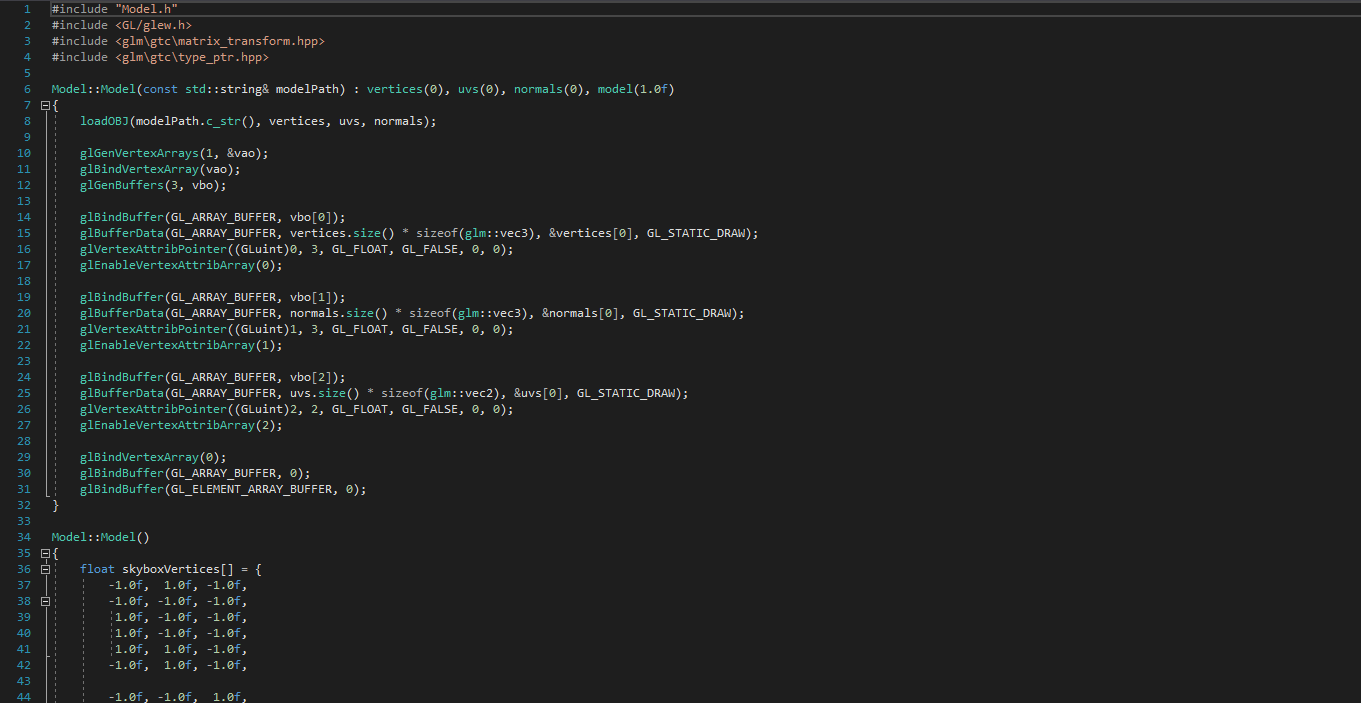 1 #include "Model.h"
2 #include <GL/glew.h>
3 #include <glm\gtc\matrix_transform.hpp>
4 #include <glm\gtc\type_ptr.hpp>
5
6 Model::Model(const std::string& modelPath) : vertices(0), uvs(0), normals(0), model(1.0f)
7 {
8     loadOBJ(modelPath.c_str(), vertices, uvs, normals);
9
10     glGenVertexArrays(1, &vao);
11     glBindVertexArray(vao);
12     glGenBuffers(3, vbo);
13
14     glBindBuffer(GL_ARRAY_BUFFER, vbo[0]);
15     glBufferData(GL_ARRAY_BUFFER, vertices.size() * sizeof(glm::vec3), &vertices[0], GL_STATIC_DRAW);
16     glVertexAttribPointer((GLuint)0, 3, GL_FLOAT, GL_FALSE, 0, 0);
17     glEnableVertexAttribArray(0);
18
19     glBindBuffer(GL_ARRAY_BUFFER, vbo[1]);
20     glBufferData(GL_ARRAY_BUFFER, normals.size() * sizeof(glm::vec3), &normals[0], GL_STATIC_DRAW);
21     glVertexAttribPointer((GLuint)1, 3, GL_FLOAT, GL_FALSE, 0, 0);
22     glEnableVertexAttribArray(1);
23
24     glBindBuffer(GL_ARRAY_BUFFER, vbo[2]);
25     glBufferData(GL_ARRAY_BUFFER, uvs.size() * sizeof(glm::vec2), &uvs[0], GL_STATIC_DRAW);
26     glVertexAttribPointer((GLuint)2, 2, GL_FLOAT, GL_FALSE, 0, 0);
27     glEnableVertexAttribArray(2);
28
29     glBindVertexArray(0);
30     glBindBuffer(GL_ARRAY_BUFFER, 0);
31     glBindBuffer(GL_ELEMENT_ARRAY_BUFFER, 0);
32 }
33
34 Model::Model()
35 {
36     float skyboxVertices[] = {
37         -1.0f,  1.0f, -1.0f,
38         -1.0f, -1.0f, -1.0f,
39          1.0f, -1.0f, -1.0f,
40          1.0f, -1.0f, -1.0f,
41          1.0f,  1.0f, -1.0f,
42         -1.0f,  1.0f, -1.0f,
43
44         -1.0f, -1.0f,  1.0f,